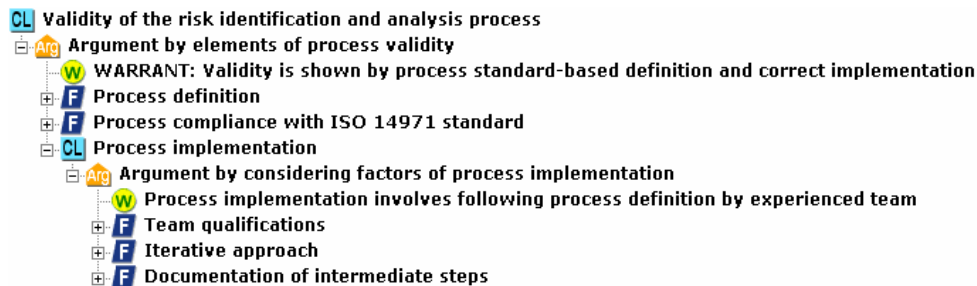 CL Validity of the risk identification and analysis process
Arg Argument by elements of process validity
W WARRANT: Validity is shown by process standard-based definition and correct implementation
F Process definition
F Process compliance with ISO 14971 standard
CL Process implementation
Arg Argument by considering factors of process implementation
W Process implementation involves following process definition by experienced team
F Team qualifications
F Iterative approach
F Documentation of intermediate steps